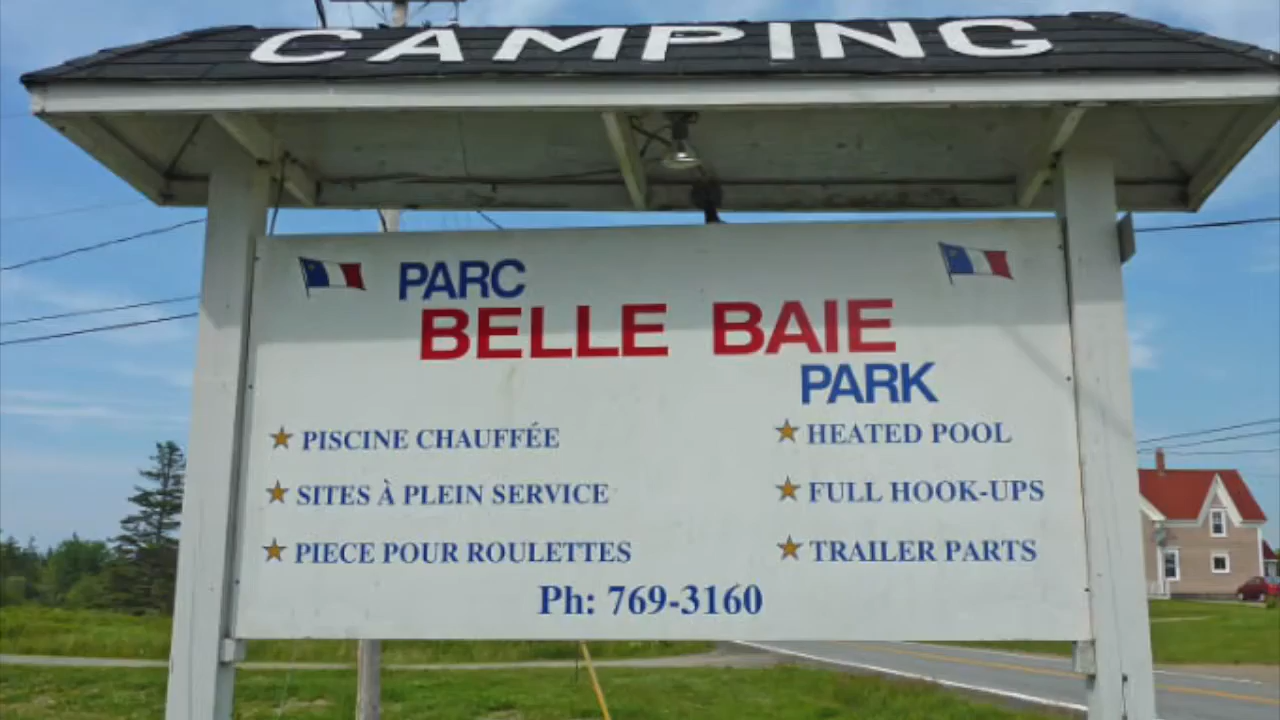 CAMPING
PARC
BELLE BAIE
PARK
PISCINE CHAUFFÉE
HEATED POOL
SITES À PLEIN SERVICE
FULL HOOK-UPS
PIECE POUR ROULETTES
TRAILER PARTS
Ph: 769-3160